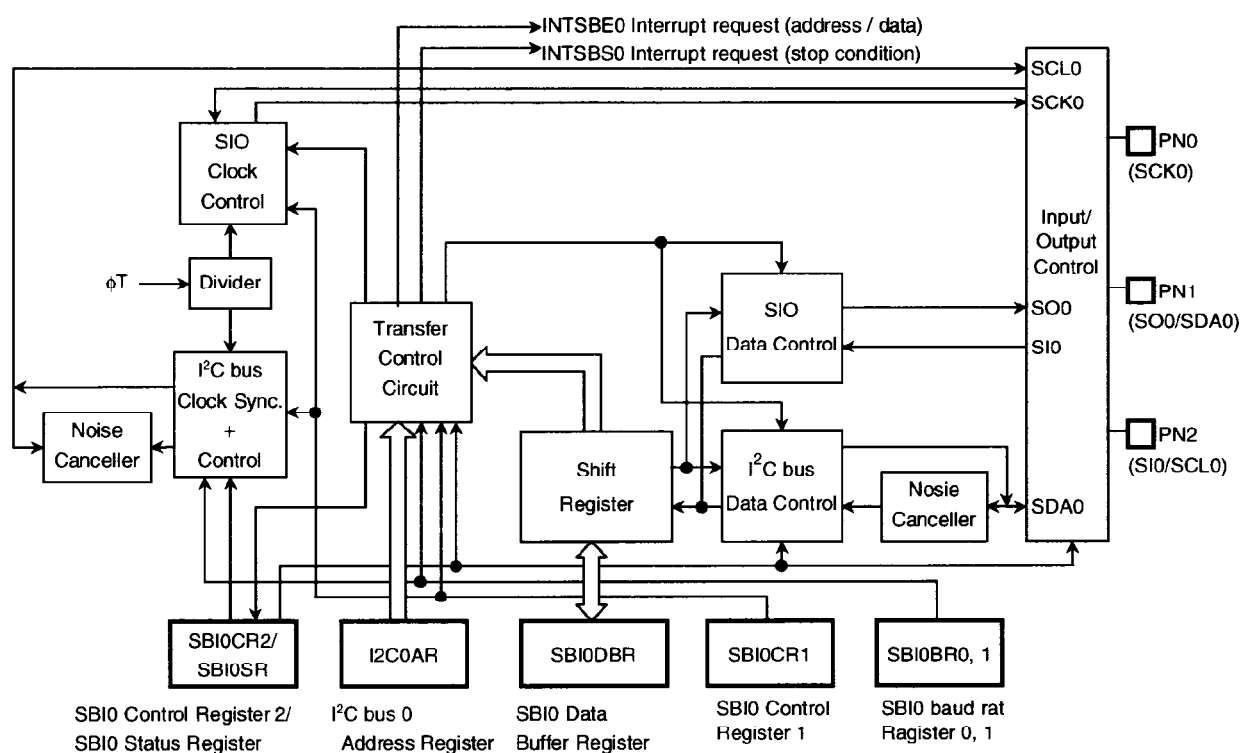 INTSBE0 Interrupt request (address / data)
INTSBS0 Interrupt request (stop condition)
SCL0
SCK0
SIO
Clock
Control
PN0
(SCK0)
Input/
Output
Control
φT
Divider
Transfer
Control
Circuit
SIO
Data Control
SO0
SI0
PN1
(SO0/SDA0)
I²C bus
Clock Sync.
+
Control
Noise
Canceller
Shift
Register
I²C bus
Data Control
Nosie
Canceller
SDA0
PN2
(SI0/SCL0)
SBI0CR2/
SBI0SR
I2C0AR
SBI0DBR
SBI0CR1
SBI0BR0, 1
SBI0 Control Register 2/
SBI0 Status Register
I²C bus 0
Address Register
SBI0 Data
Buffer Register
SBI0 Control
Register 1
SBI0 baud rat
Ragister 0, 1